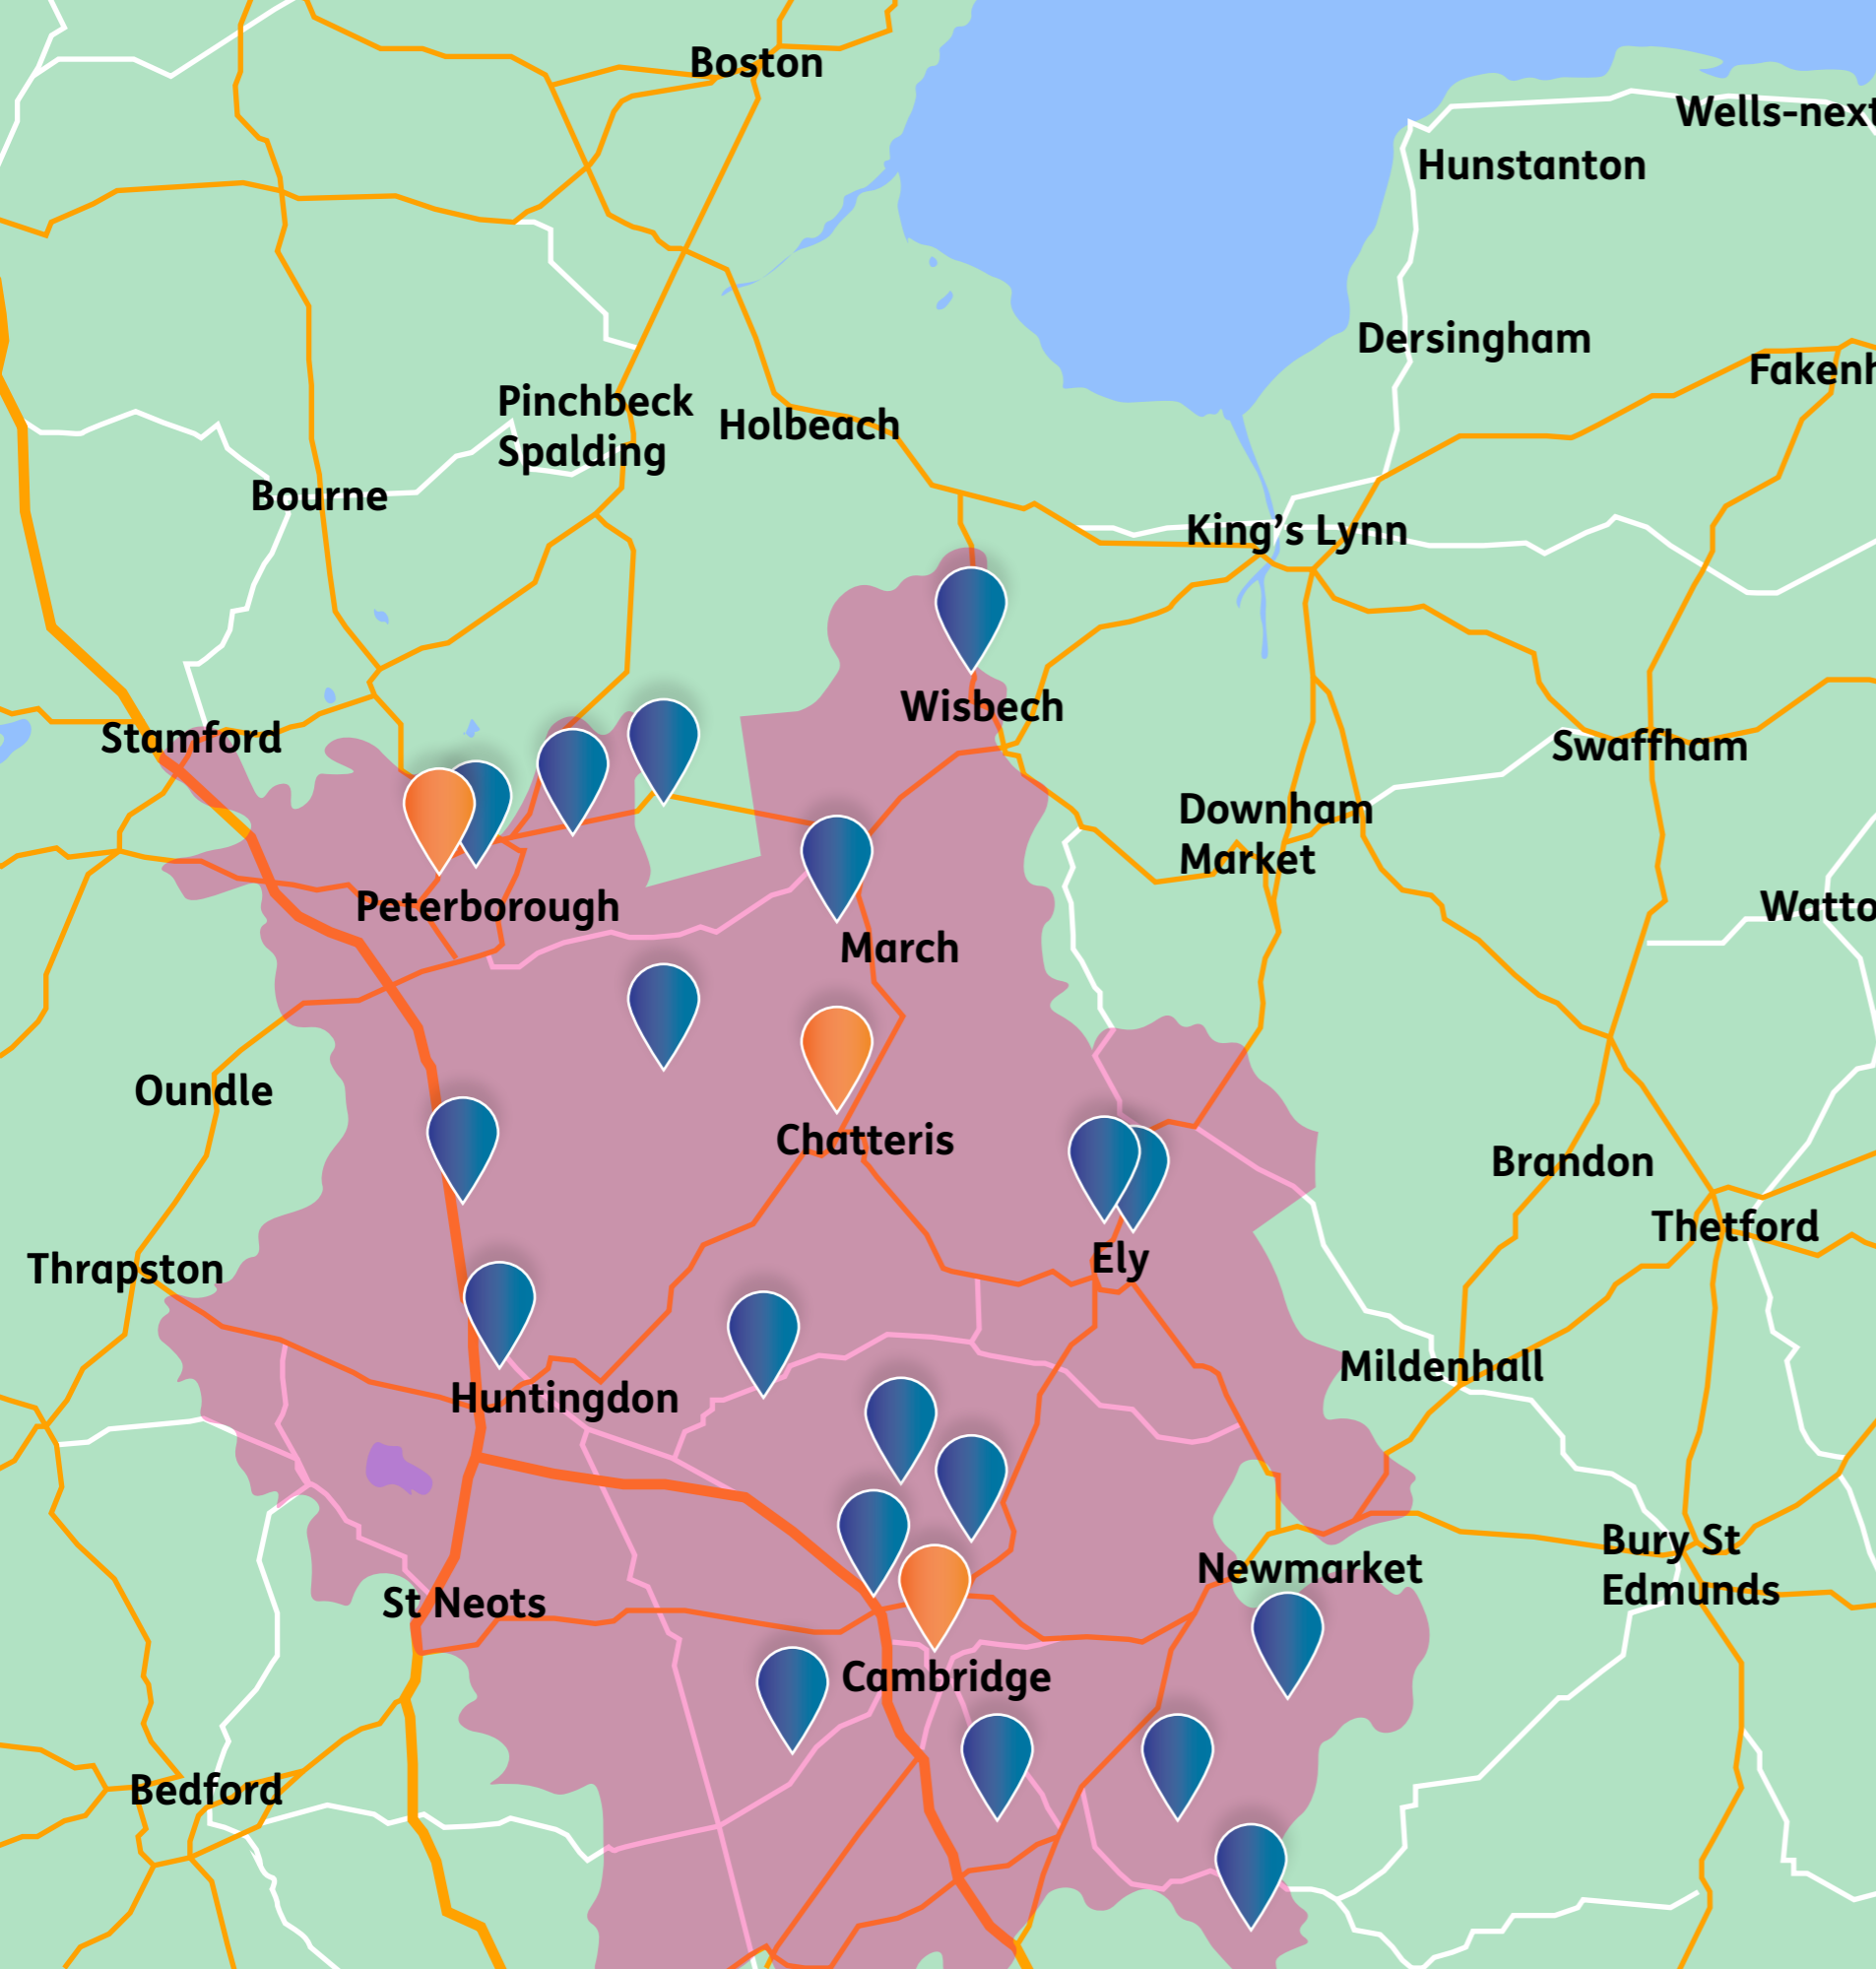 Boston
Wells-next
Hunstanton
Dersingham
Fakenh
Pinchbeck
Spalding
Holbeach
Bourne
King's Lynn
Wisbech
Stamford
Swaffham
Downham
Market
Peterborough
Watto
March
Oundle
Chatteris
Brandon
Thetford
Ely
Thrapston
Mildenhall
Huntingdon
Bury St
Edmunds
Newmarket
St Neots
Cambridge
Bedford